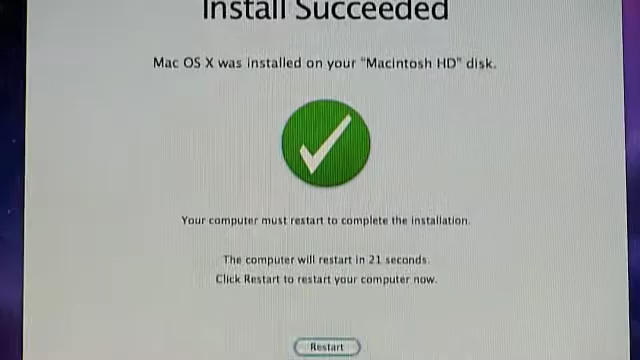 Install Succeeded
Mac OS X was installed on your "Macintosh HD" disk.
Your computer must restart to complete the installation.
The computer will restart in 21 seconds.
Click Restart to restart your computer now.
Restart